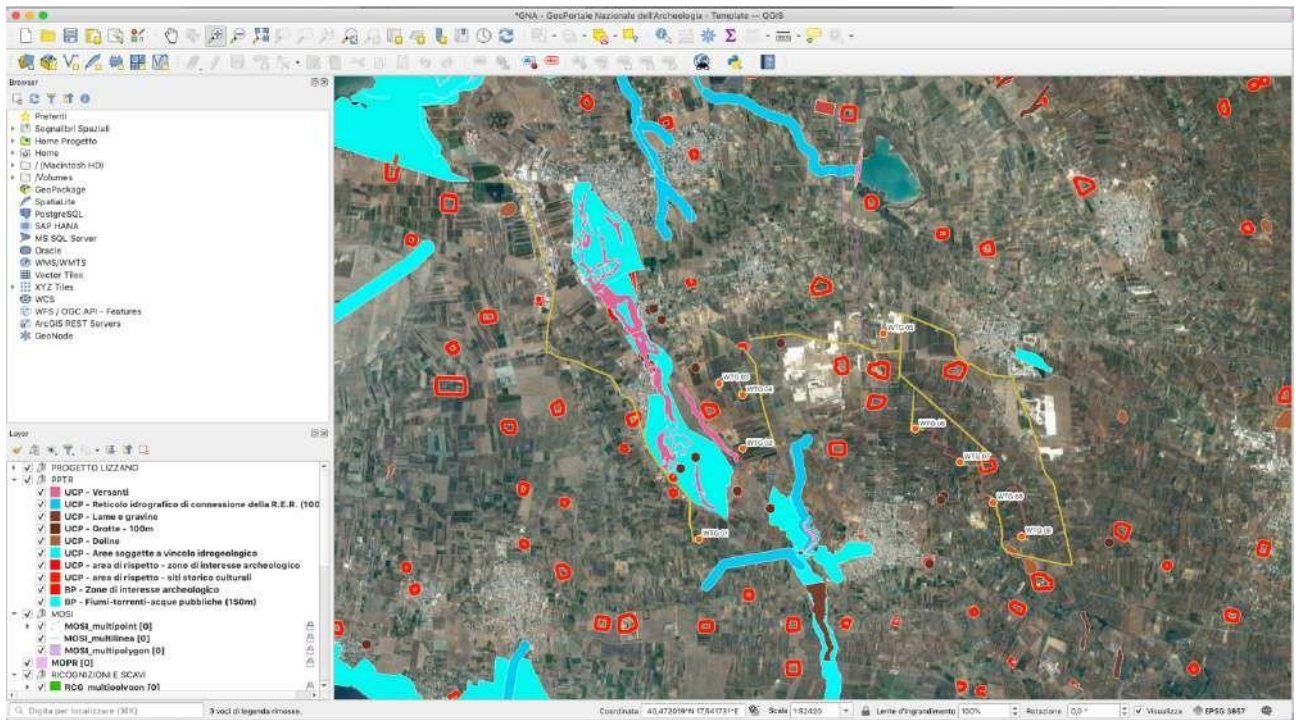 *GNA - GeoPortale Nazionale dell'Archeologia - Template — QGIS
Browser
Preferiti
Segnalibri Spaziali
Home Progetto
Home
/ (Macintosh HD)
/Volumes
GeoPackage
SpatiaLite
PostgreSQL
SAP HANA
MS SQL Server
Oracle
WMS/WMTS
Vector Tiles
XYZ Tiles
WCS
WFS / OGC API - Features
ArcGIS REST Servers
GeoNode
Layer
PROGETTO LIZZANO
PPTR
UCP - Versanti
UCP - Reticolo idrografico di connessione della R.E.R. (100
UCP - Lame e gravine
UCP - Grotte - 100m
UCP - Doline
UCP - Aree soggette a vincolo idrogeologico
UCP - area di rispetto - zone di interesse archeologico
UCP - area di rispetto - siti storico culturali
BP - Zone di interesse archeologico
BP - Fiumi-torrenti-acque pubbliche (150m)
MOSI
MOSI_multipoint [0]
MOSI_multilinea [0]
MOSI_multipolygon [0]
MOPR [0]
RICOGNIZIONI E SCAVI
RCG_multipolygon [0]
WTG 05
WTG 03
WTG 04
WTG 06
WTG 02
WTG 07
WTG 08
WTG 01
WTG 09
Digita per localizzare (⌘K)
3 voci di legenda rimosse.
Coordinata 40,472019°N 17,541731°E
Scala 1:52420
Lente d'ingrandimento 100%
Rotazione 0,0 °
Visualizza
EPSG:3857